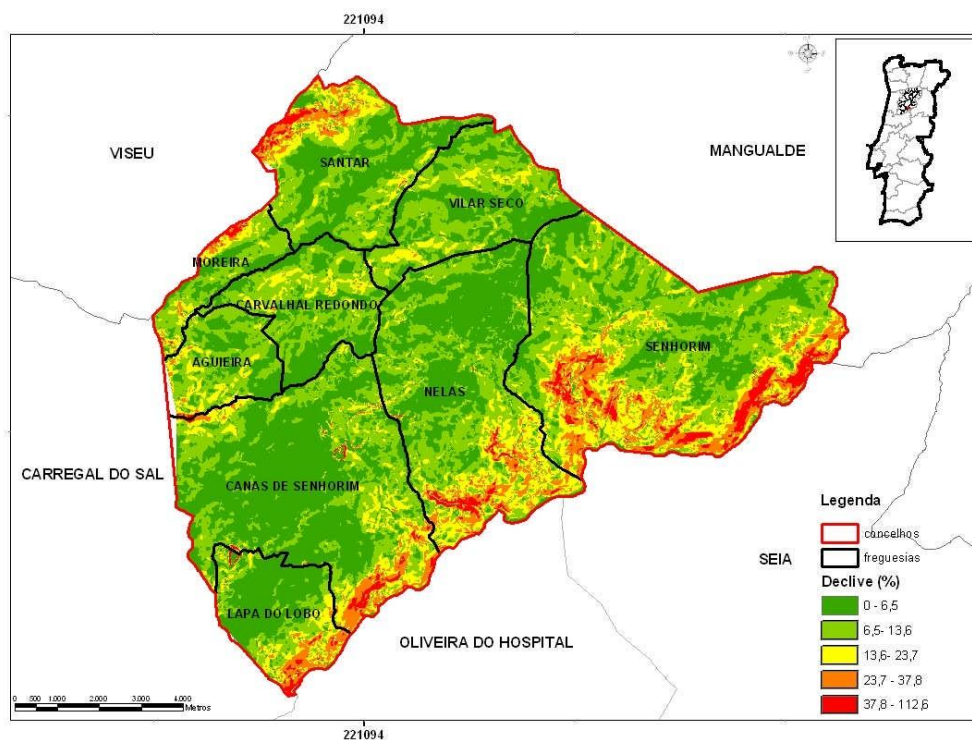 221094
VISEU
MANGUALDE
SANTAR
VILAR SECO
MOREIRA
CARVALHAL REDONDO
SENHORIM
AGUIEIRA
NELAS
CARREGAL DO SAL
CANAS DE SENHORIM
SEIA
LAPA DO LOBO
OLIVEIRA DO HOSPITAL
Legenda
concelhos
freguesias
Declive (%)
0 - 6,5
6,5- 13,6
13,6- 23,7
23,7 - 37,8
37,8 - 112,6
0 500 1.000 2.000 3.000 4.000
Metros
221094